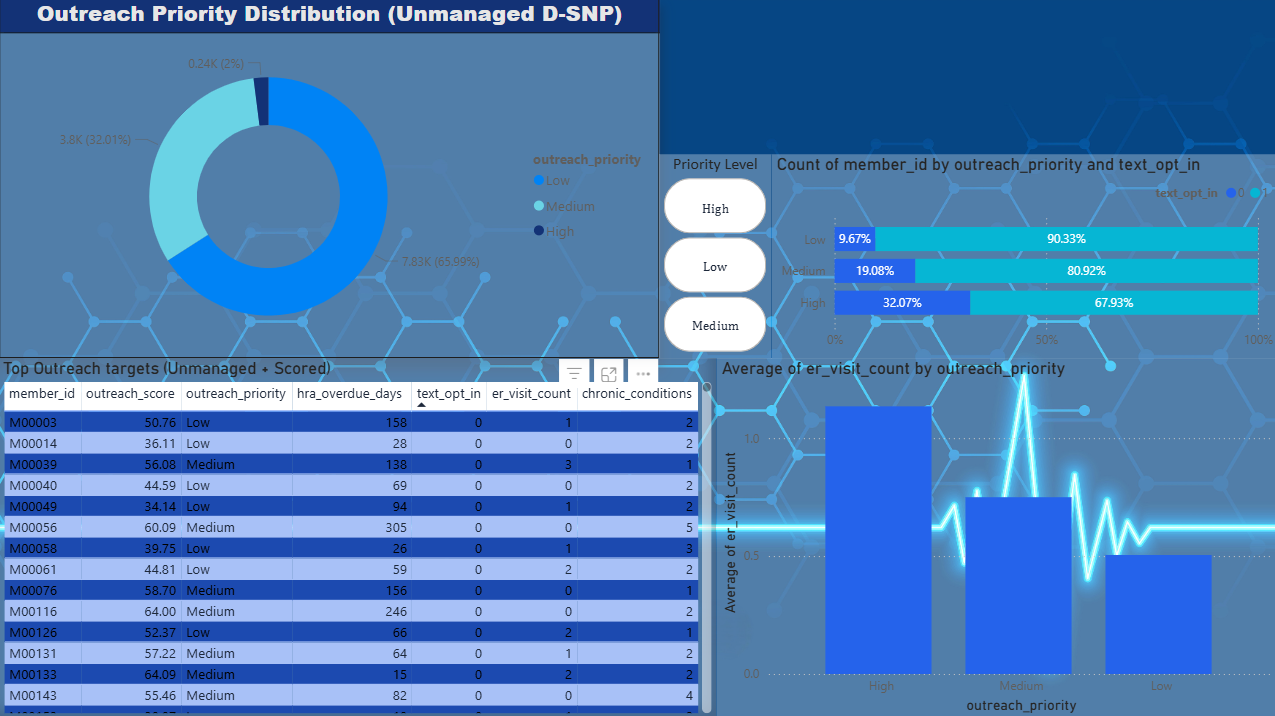 Outreach Priority Distribution (Unmanaged D-SNP)
0.24K (2%)
3.8K (32.01%)
7.83K (65.99%)
outreach_priority
Low
Medium
High
Priority Level
High
Low
Medium
Count of member_id by outreach_priority and text_opt_in
text_opt_in 0 1
Low 9.67% 90.33%
Medium 19.08% 80.92%
High 32.07% 67.93%
0% 50% 100%
Top Outreach targets (Unmanaged + Scored)
member_id outreach_score outreach_priority hra_overdue_days text_opt_in er_visit_count chronic_conditions
M00003 50.76 Low 158 0 1 2
M00014 36.11 Low 28 0 0 2
M00039 56.08 Medium 138 0 3 1
M00040 44.59 Low 69 0 0 2
M00049 34.14 Low 94 0 1 2
M00056 60.09 Medium 305 0 0 5
M00058 39.75 Low 26 0 1 3
M00061 44.81 Low 59 0 2 2
M00076 58.70 Medium 156 0 0 1
M00116 64.00 Medium 246 0 0 2
M00126 52.37 Low 66 0 2 1
M00131 57.22 Medium 64 0 1 2
M00133 64.09 Medium 15 0 2 2
M00143 55.46 Medium 82 0 0 4
Average of er_visit_count by outreach_priority
Average of er_visit_count
1.0
0.5
0.0
High Medium Low
outreach_priority